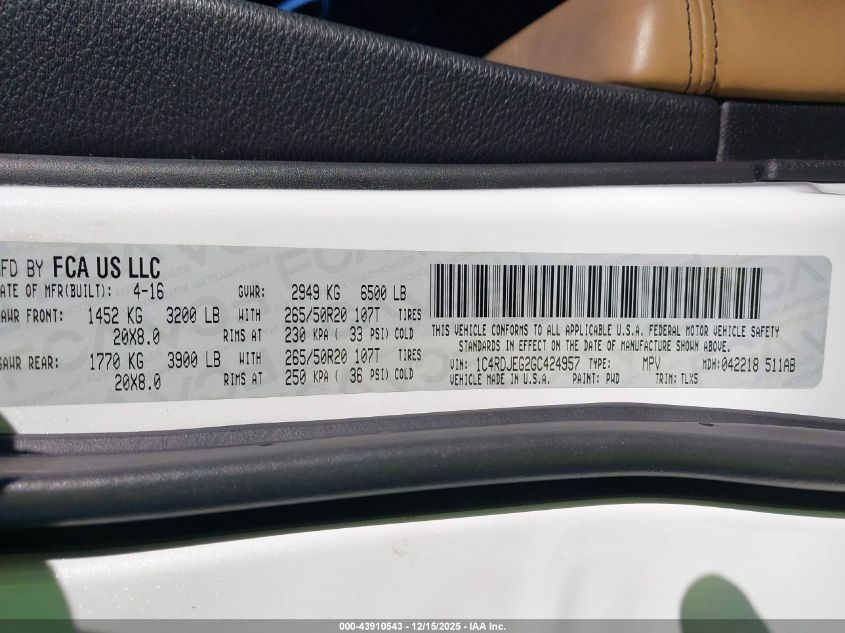 FD BY FCA US LLC
ATE OF MFR(BUILT): 4-16 GVWR: 2949 KG 6500 LB
AWR FRONT: 1452 KG 3200 LB WITH 265/50R20 107T TIRES
20X8.0 RIMS AT 230 KPA ( 33 PSI) COLD
GAWR REAR: 1770 KG 3900 LB WITH 265/50R20 107T TIRES
20X8.0 RIMS AT 250 KPA ( 36 PSI) COLD
THIS VEHICLE CONFORMS TO ALL APPLICABLE U.S.A. FEDERAL MOTOR VEHICLE SAFETY
STANDARDS IN EFFECT ON THE DATE OF MANUFACTURE SHOWN ABOVE.
VIN: 1C4RDJEG2GC424957 TYPE: MPV MDH: 042218 511AB
VEHICLE MADE IN U.S.A. PAINT: PWD TRIM: TLXS
000-43910543 - 12/15/2025 - IAA Inc.